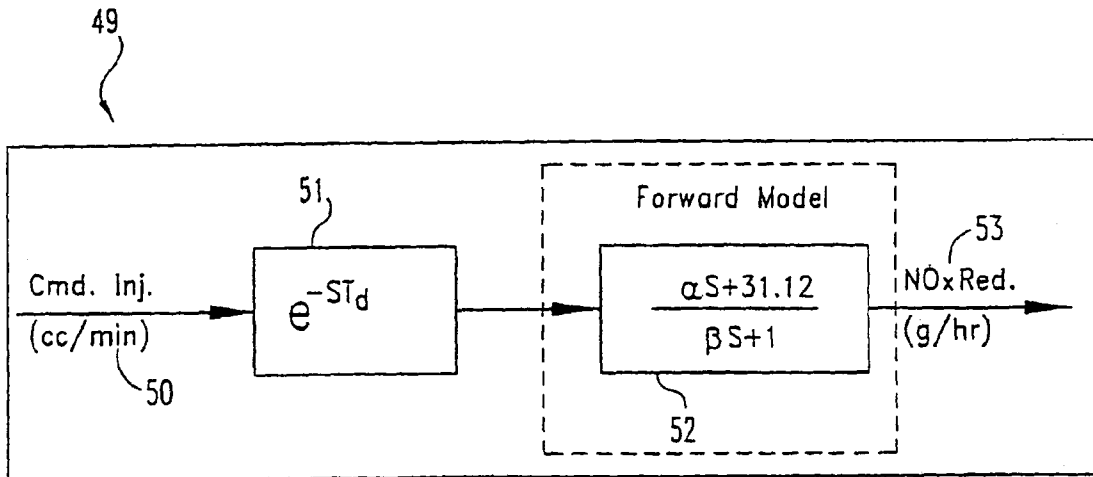 49
51
Forward Model
53
Cmd. Inj.
(cc/min)
50
e^-ST_d
αS+31.12
βS+1
52
NOxRed.
(g/hr)